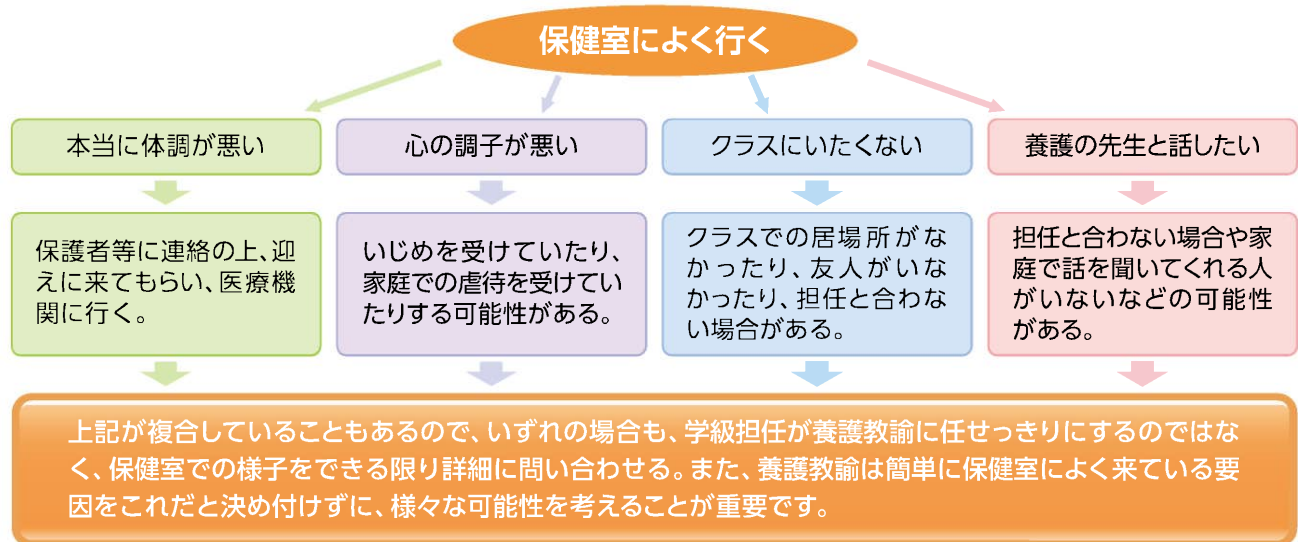 保健室によく行く
本当に体調が悪い
心の調子が悪い
クラスにいたくない
養護の先生と話したい
保護者等に連絡の上、迎
えに来てもらい、医療機
関に行く。
いじめを受けていたり、
家庭での虐待を受けてい
たりする可能性がある。
クラスでの居場所がな
かったり、友人がいな
かったり、担任と合わな
い場合がある。
担任と合わない場合や家
庭で話を聞いてくれる人
がいないなどの可能性
がある。
上記が複合していることもあるので、いずれの場合も、学級担任が養護教諭に任せっきりにするのではな
く、保健室での様子をできる限り詳細に問い合わせる。また、養護教諭は簡単に保健室によく来ている要
因をこれだと決め付けずに、様々な可能性を考えることが重要です。